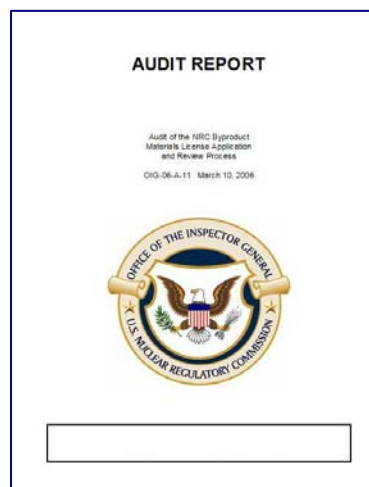 AUDIT REPORT
Audit of the NRC Byproduct
Materials License Application
and Review Process
OIG-06-A-11 March 10, 2006
OFFICE OF THE INSPECTOR GENERAL
U.S. NUCLEAR REGULATORY COMMISSION